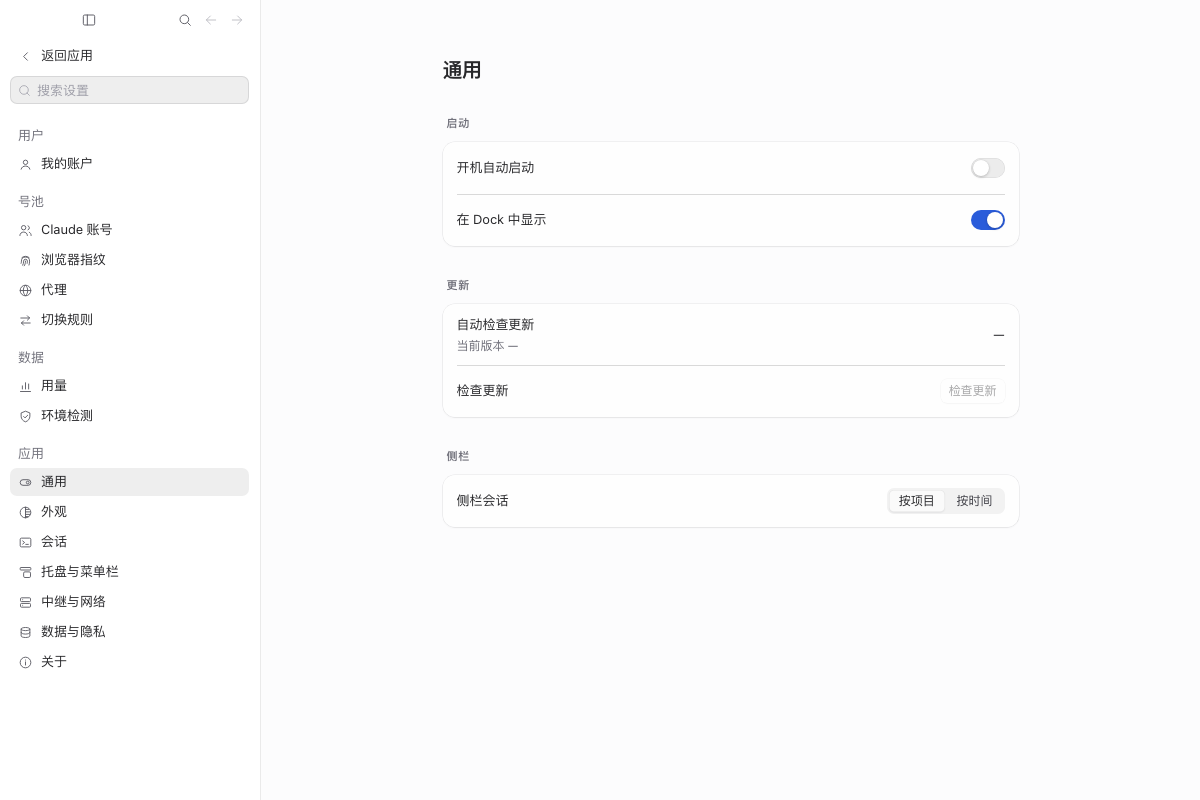 返回应用
搜索设置
用户
我的账户
号池
Claude 账号
浏览器指纹
代理
切换规则
数据
用量
环境检测
应用
通用
外观
会话
托盘与菜单栏
中继与网络
数据与隐私
关于
通用
启动
开机自动启动
在 Dock 中显示
更新
自动检查更新
当前版本 —
—
检查更新
检查更新
侧栏
侧栏会话
按项目 按时间